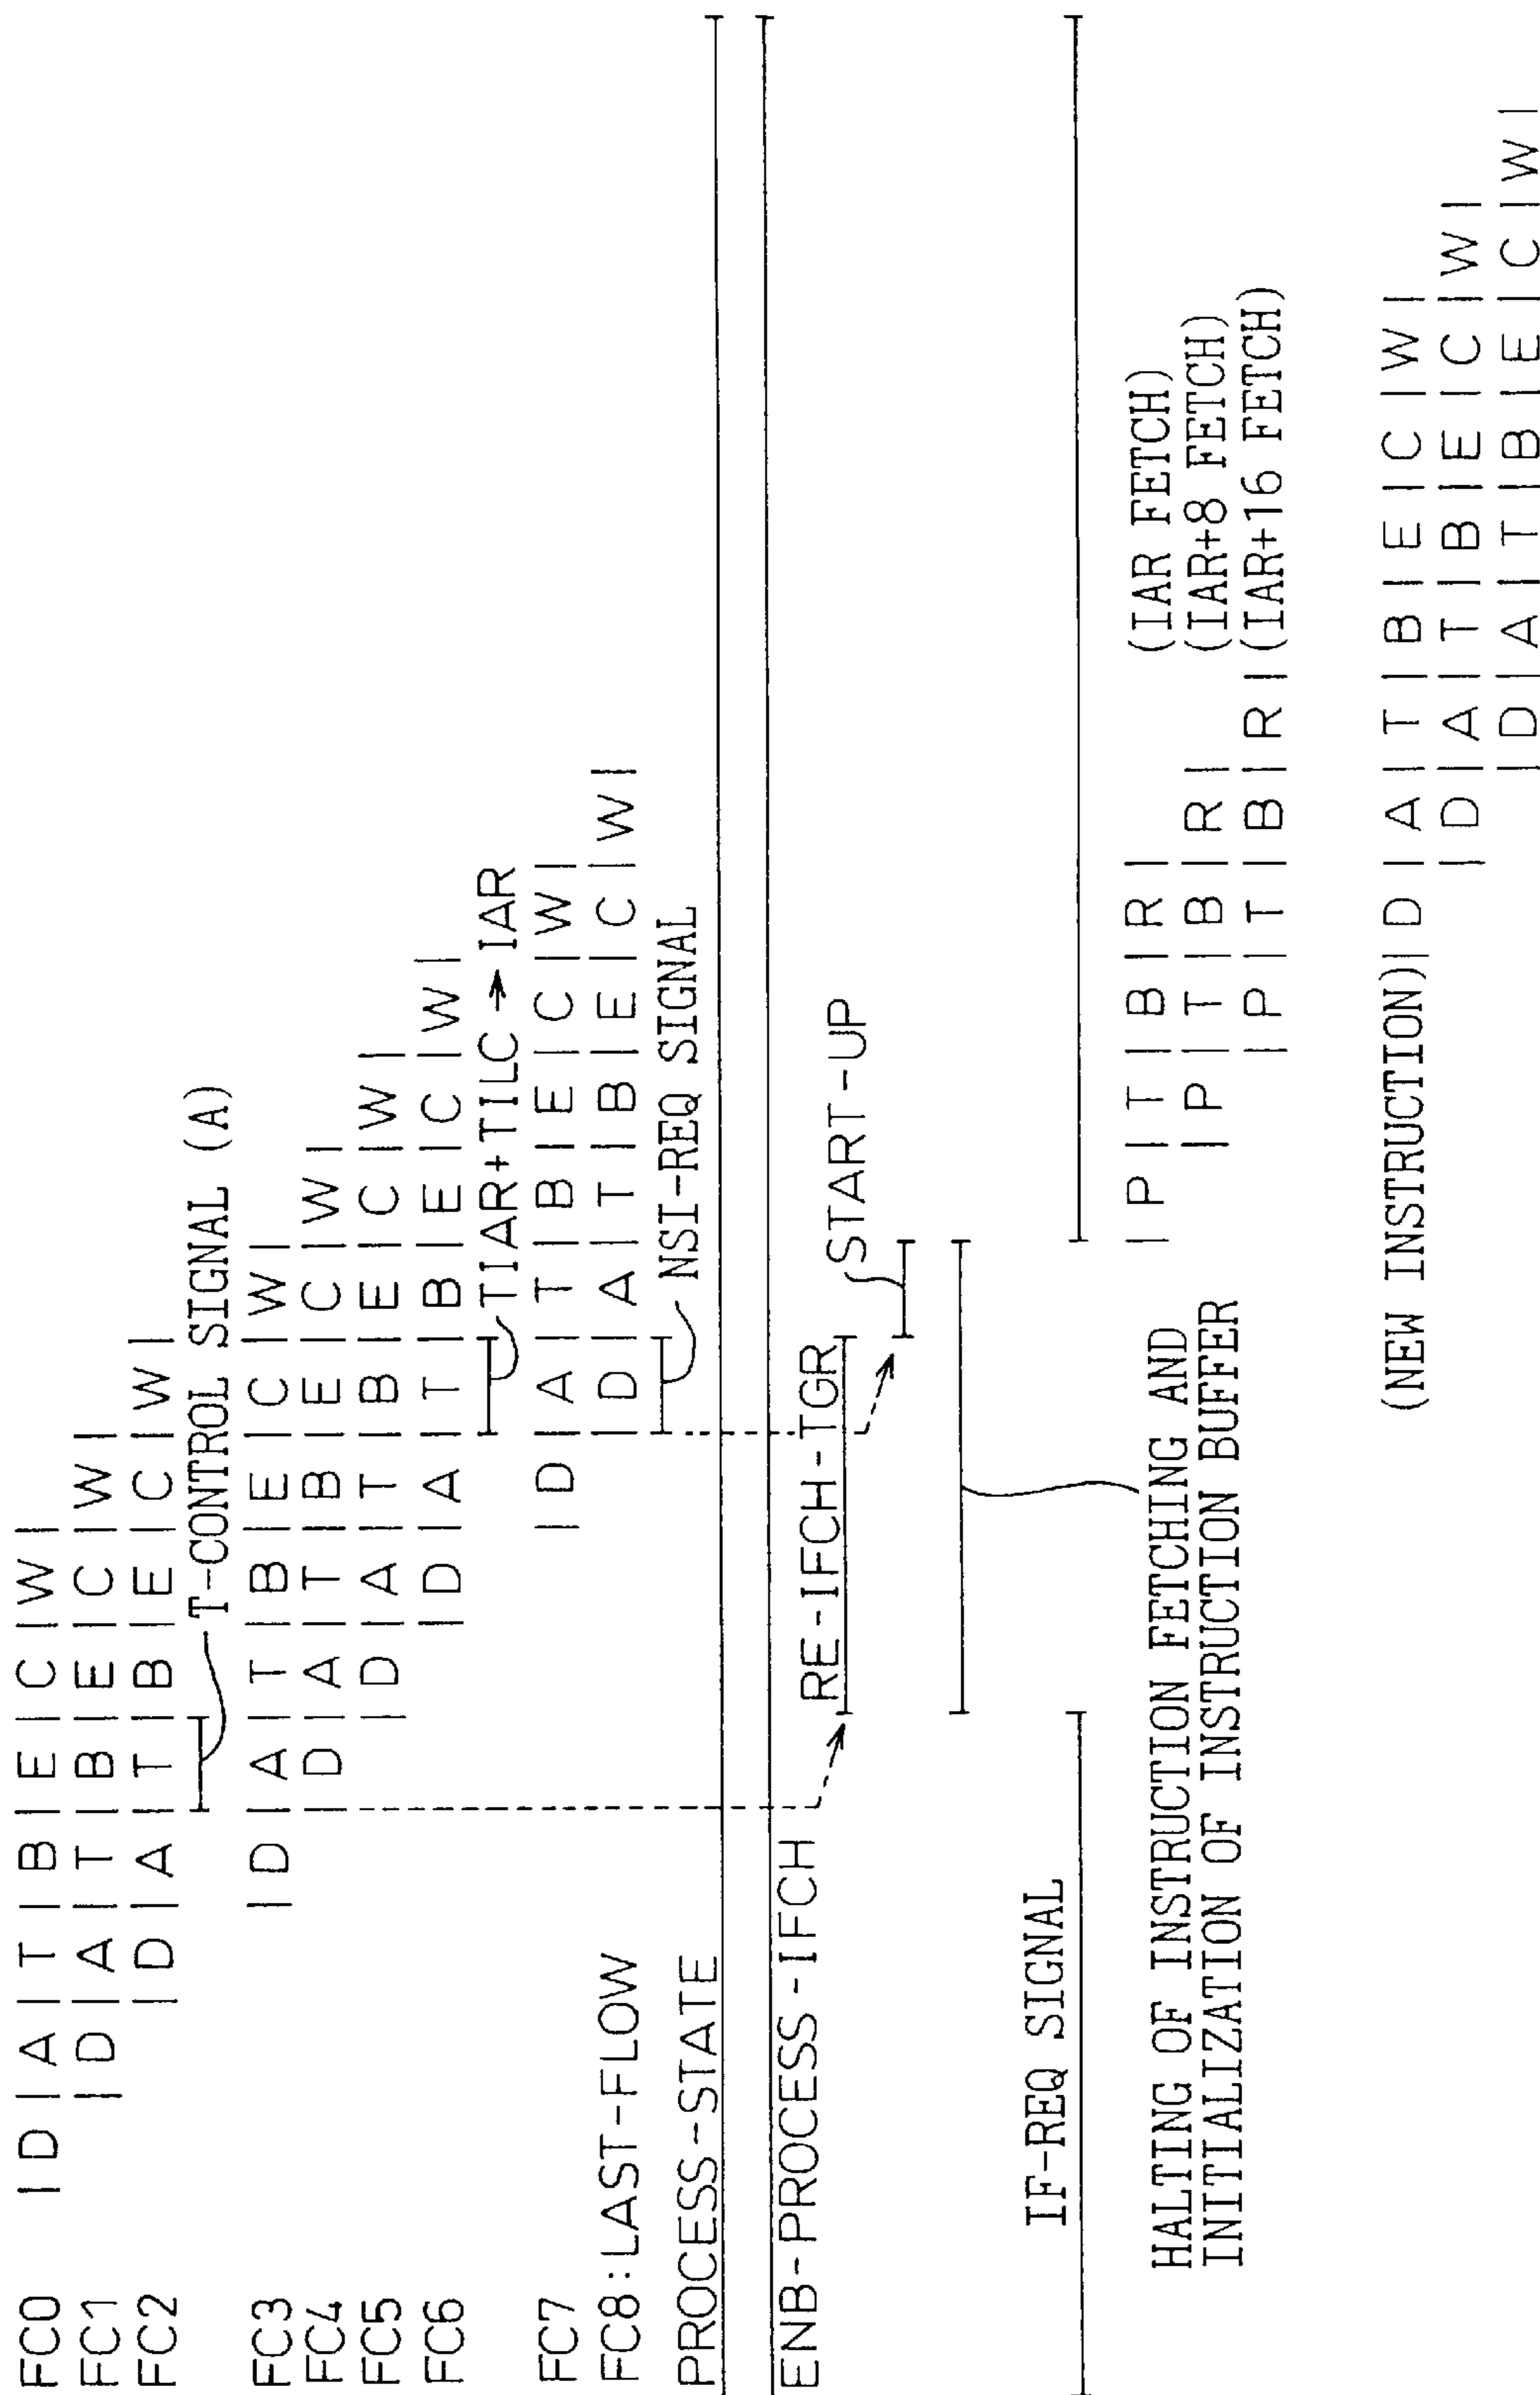 FC0 | D | A | T | B | E | C | W |
FC1 | D | A | T | B | E | C | W |
FC2 | D | A | T | B | E | C | W |
T-CONTROL SIGNAL (A)
FC3 | D | A | T | B | E | C | W |
FC4 | D | A | T | B | E | C | W |
FC5 | D | A | T | B | E | C | W |
FC6 | D | A | T | B | E | C | W |
TIAR+TILC → IAR
FC7 | D | A | T | B | E | C | W |
FC8:LAST-FLOW | D | A | T | B | E | C | W |
NSI-REQ SIGNAL
PROCESS-STATE
ENB-PROCESS-IFCH
RE-IFCH-TGR
START-UP
IF-REQ SIGNAL
HALTING OF INSTRUCTION FETCHING AND
INITIALIZATION OF INSTRUCTION BUFFER
| P | T | B | R | (IAR FETCH)
| P | T | B | R | (IAR+8 FETCH)
| P | T | B | R | (IAR+16 FETCH)
(NEW INSTRUCTION)| D | A | T | B | E | C | W |
| D | A | T | B | E | C | W |
| D | A | T | B | E | C | W |